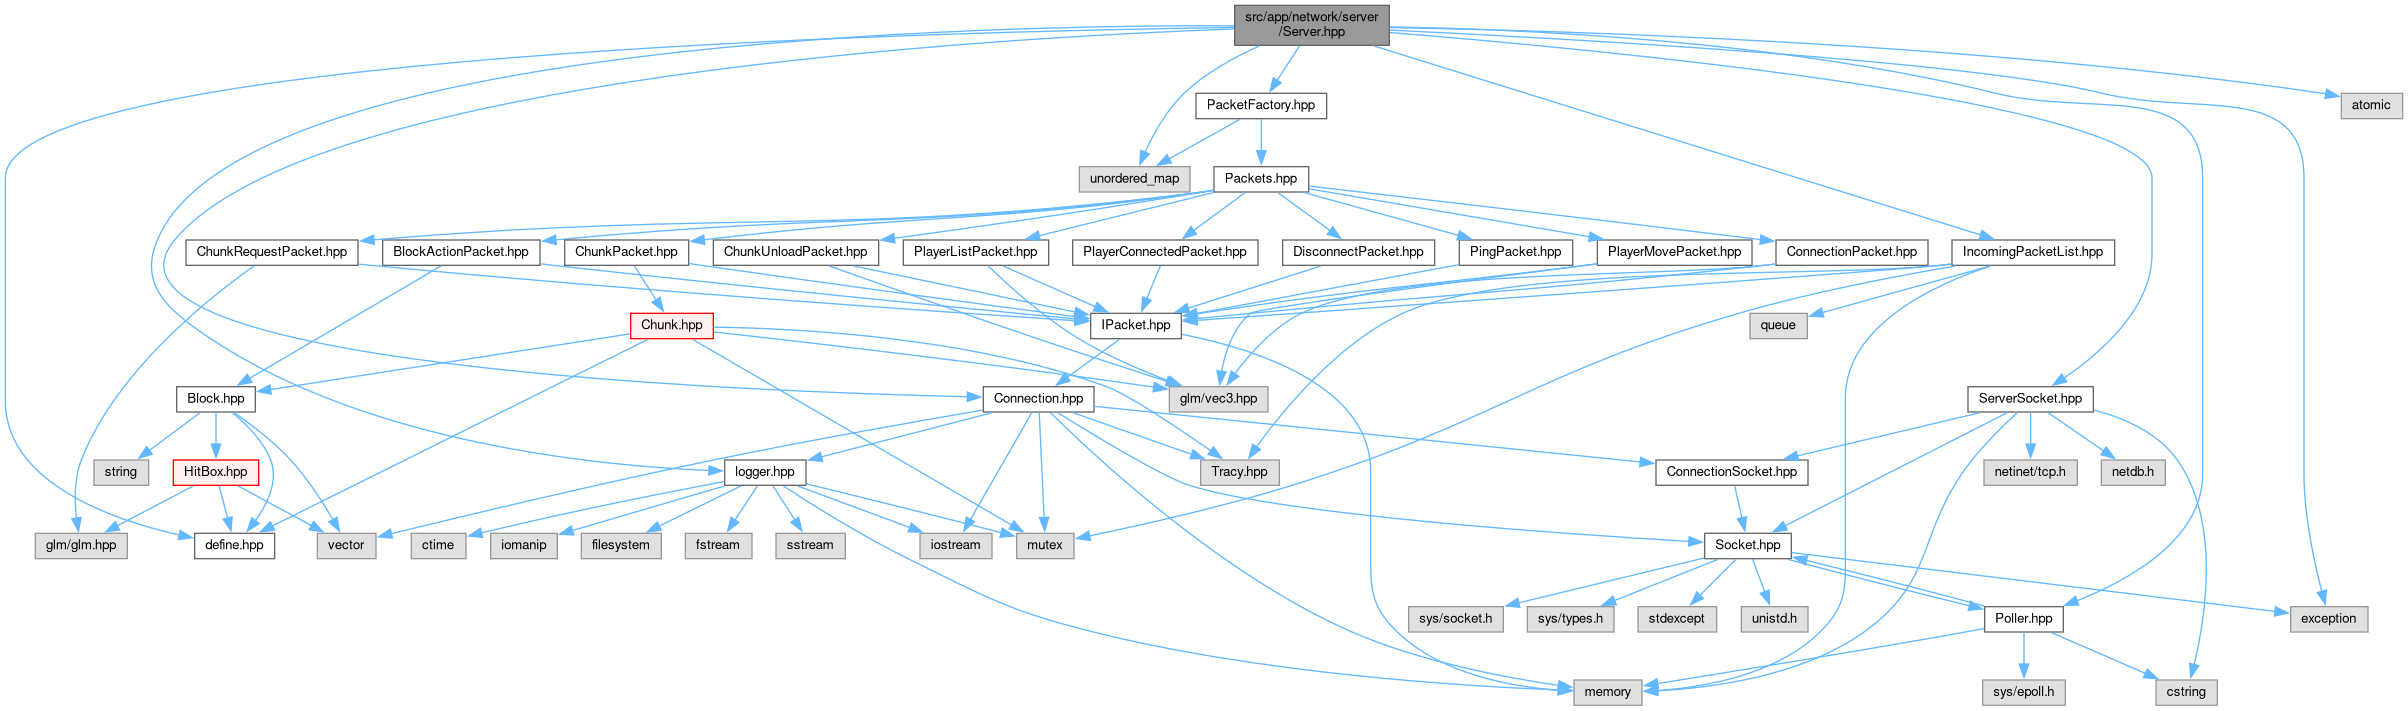 src/app/network/server
/Server.hpp
PacketFactory.hpp
atomic
unordered_map
Packets.hpp
ChunkRequestPacket.hpp
BlockActionPacket.hpp
ChunkPacket.hpp
ChunkUnloadPacket.hpp
PlayerListPacket.hpp
PlayerConnectedPacket.hpp
DisconnectPacket.hpp
PingPacket.hpp
PlayerMovePacket.hpp
ConnectionPacket.hpp
IncomingPacketList.hpp
Chunk.hpp
IPacket.hpp
queue
Block.hpp
Connection.hpp
glm/vec3.hpp
ServerSocket.hpp
string
HitBox.hpp
logger.hpp
Tracy.hpp
ConnectionSocket.hpp
netinet/tcp.h
netdb.h
glm/glm.hpp
define.hpp
vector
ctime
iomanip
filesystem
fstream
sstream
iostream
mutex
Socket.hpp
sys/socket.h
sys/types.h
stdexcept
unistd.h
Poller.hpp
exception
memory
sys/epoll.h
cstring